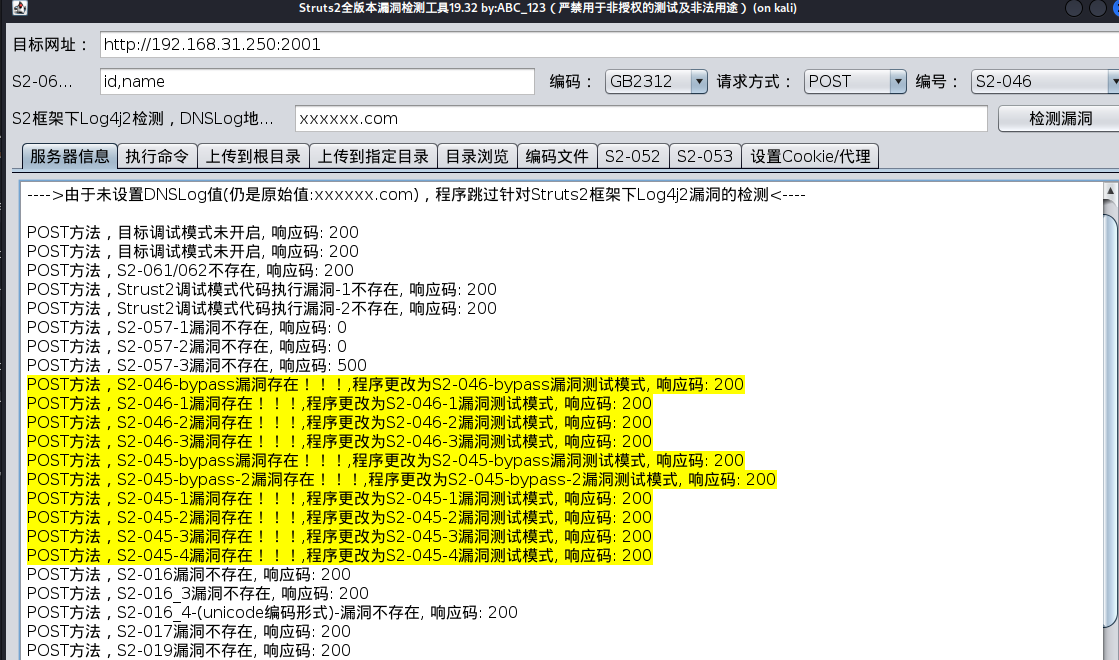 Struts2全版本漏洞检测工具19.32 by:ABC_123 ( 严禁用于非授权的测试及非法用途 ) (on kali)
目标网址： http://192.168.31.250:2001
S2-06... id,name 编码： GB2312 请求方式： POST 编号： S2-046
S2框架下Log4j2检测，DNSLog地... xxxxxx.com 检测漏洞
服务器信息 执行命令 上传到根目录 上传到指定目录 目录浏览 编码文件 S2-052 S2-053 设置Cookie/代理
---->由于未设置DNSLog值(仍是原始值:xxxxxx.com)，程序跳过针对Struts2框架下Log4j2漏洞的检测<----
POST方法，目标调试模式未开启, 响应码: 200
POST方法，目标调试模式未开启, 响应码: 200
POST方法，S2-061/062不存在, 响应码: 200
POST方法，Strust2调试模式代码执行漏洞-1不存在, 响应码: 200
POST方法，Strust2调试模式代码执行漏洞-2不存在, 响应码: 200
POST方法，S2-057-1漏洞不存在, 响应码: 0
POST方法，S2-057-2漏洞不存在, 响应码: 0
POST方法，S2-057-3漏洞不存在, 响应码: 500
POST方法，S2-046-bypass漏洞存在！！！,程序更改为S2-046-bypass漏洞测试模式, 响应码: 200
POST方法，S2-046-1漏洞存在！！！,程序更改为S2-046-1漏洞测试模式, 响应码: 200
POST方法，S2-046-2漏洞存在！！！,程序更改为S2-046-2漏洞测试模式, 响应码: 200
POST方法，S2-046-3漏洞存在！！！,程序更改为S2-046-3漏洞测试模式, 响应码: 200
POST方法，S2-045-bypass漏洞存在！！！,程序更改为S2-045-bypass漏洞测试模式, 响应码: 200
POST方法，S2-045-bypass-2漏洞存在！！！,程序更改为S2-045-bypass-2漏洞测试模式, 响应码: 200
POST方法，S2-045-1漏洞存在！！！,程序更改为S2-045-1漏洞测试模式, 响应码: 200
POST方法，S2-045-2漏洞存在！！！,程序更改为S2-045-2漏洞测试模式, 响应码: 200
POST方法，S2-045-3漏洞存在！！！,程序更改为S2-045-3漏洞测试模式, 响应码: 200
POST方法，S2-045-4漏洞存在！！！,程序更改为S2-045-4漏洞测试模式, 响应码: 200
POST方法，S2-016漏洞不存在, 响应码: 200
POST方法，S2-016_3漏洞不存在, 响应码: 200
POST方法，S2-016_4-(unicode编码形式)-漏洞不存在, 响应码: 200
POST方法，S2-017漏洞不存在, 响应码: 200
POST方法，S2-019漏洞不存在, 响应码: 200